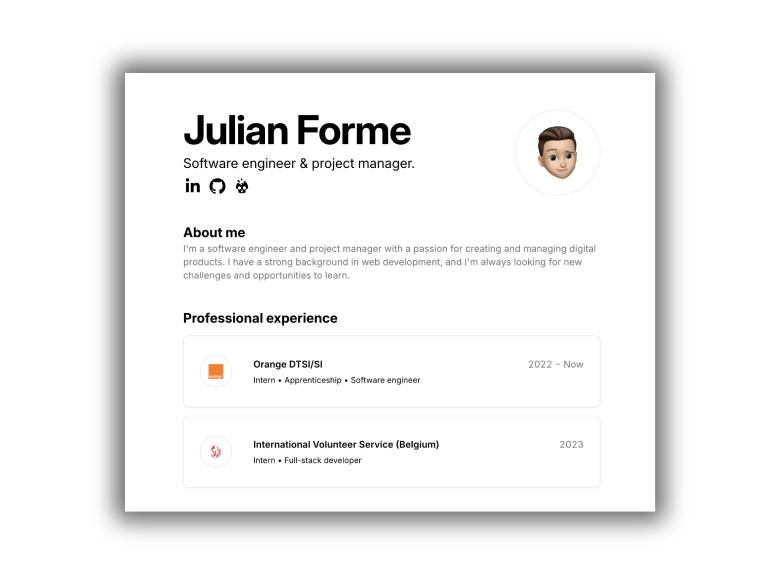 Julian Forme
Software engineer & project manager.
in
About me
I'm a software engineer and project manager with a passion for creating and managing digital
products. I have a strong background in web development, and I'm always looking for new
challenges and opportunities to learn.
Professional experience
Orange DTSI/SI
2022 - Now
Intern • Apprenticeship • Software engineer
orange
International Volunteer Service (Belgium)
2023
Intern • Full-stack developer